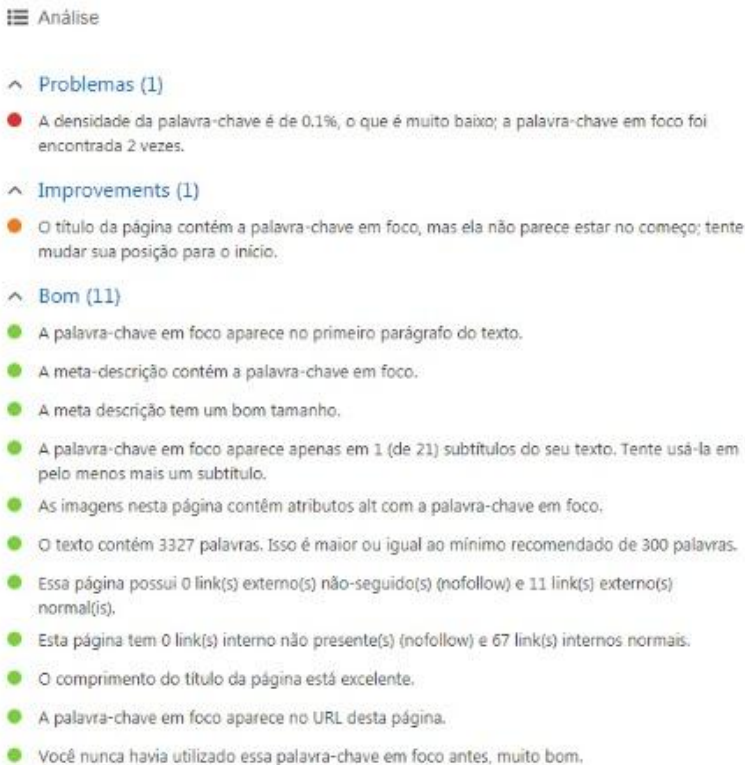 Análise
Problemas (1)
A densidade da palavra-chave é de 0.1%, o que é muito baixo; a palavra-chave em foco foi
encontrada 2 vezes.
Improvements (1)
O título da página contém a palavra-chave em foco, mas ela não parece estar no começo; tente
mudar sua posição para o início.
Bom (11)
A palavra-chave em foco aparece no primeiro parágrafo do texto.
A meta-descrição contém a palavra-chave em foco.
A meta descrição tem um bom tamanho.
A palavra-chave em foco aparece apenas em 1 (de 21) subtítulos do seu texto. Tente usá-la em
pelo menos mais um subtítulo.
As imagens nesta página contêm atributos alt com a palavra-chave em foco.
O texto contém 3327 palavras. Isso é maior ou igual ao mínimo recomendado de 300 palavras.
Essa página possui 0 link(s) externo(s) não-seguido(s) (nofollow) e 11 link(s) externo(s)
normal(is).
Esta página tem 0 link(s) interno não presente(s) (nofollow) e 67 link(s) internos normais.
O comprimento do título da página está excelente.
A palavra-chave em foco aparece no URL desta página.
Você nunca havia utilizado essa palavra-chave em foco antes, muito bom.